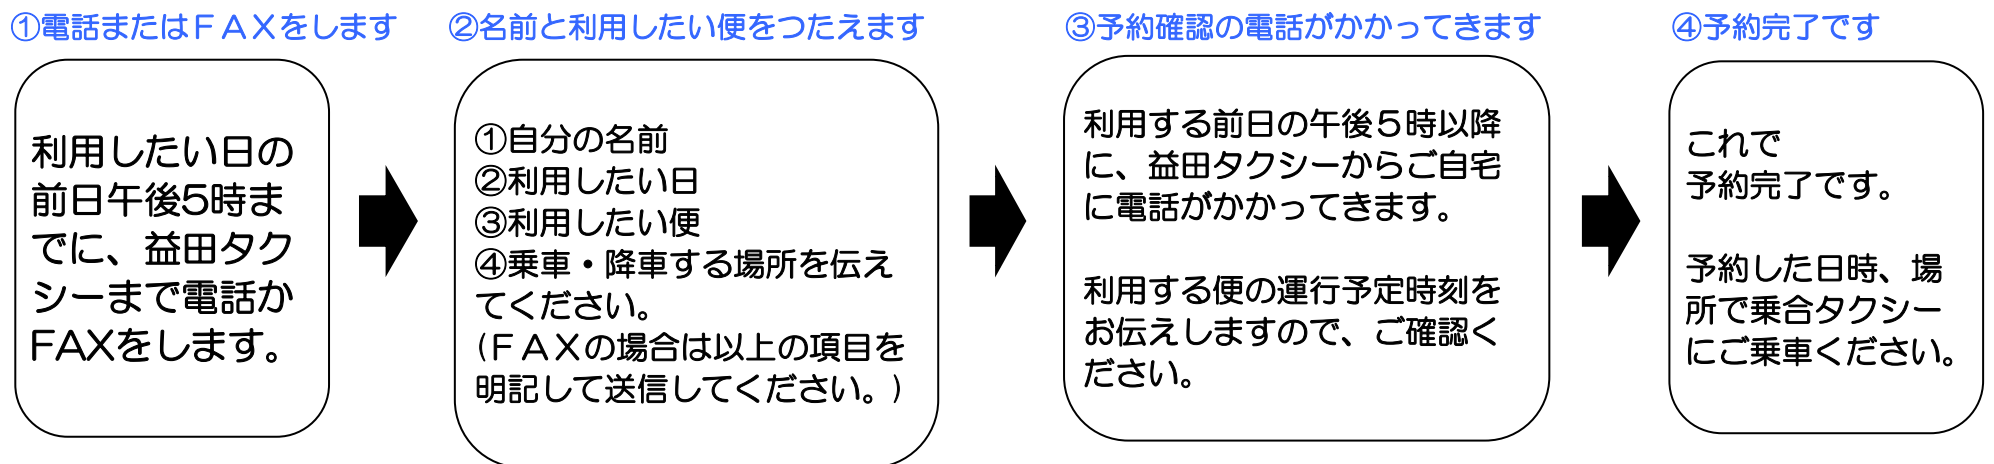 ①電話またはＦＡＸをします
利用したい日の
前日午後5時ま
でに、益田タク
シーまで電話か
FAXをします。
②名前と利用したい便をつたえます
①自分の名前
②利用したい日
③利用したい便
④乗車・降車する場所を伝え
てください。
(ＦＡＸの場合は以上の項目を
明記して送信してください。)
③予約確認の電話がかかってきます
利用する前日の午後５時以降
に、益田タクシーからご自宅
に電話がかかってきます。
利用する便の運行予定時刻を
お伝えしますので、ご確認く
ださい。
④予約完了です
これで
予約完了です。
予約した日時、場
所で乗合タクシー
にご乗車ください。